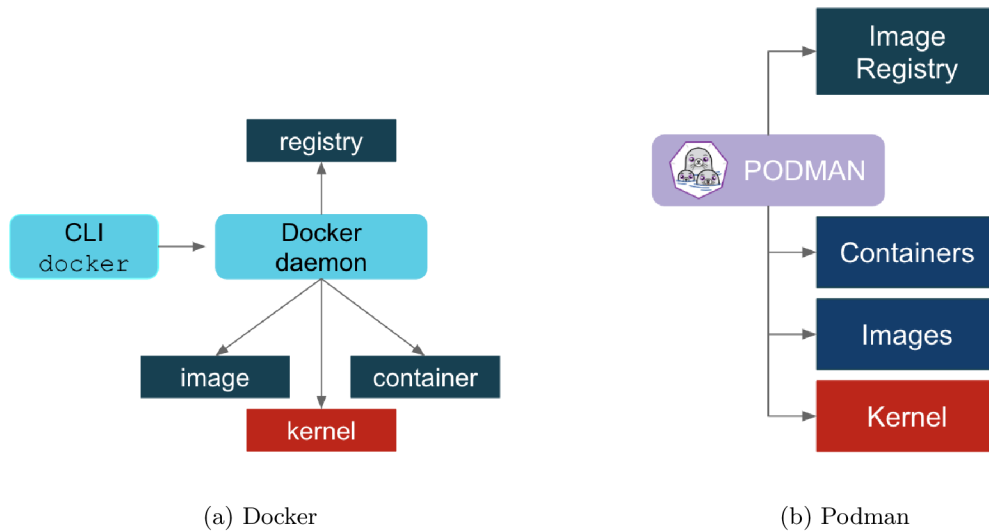 registry
CLI
docker
Docker
daemon
image
container
kernel
(a) Docker
Image
Registry
PODMAN
Containers
Images
Kernel
(b) Podman